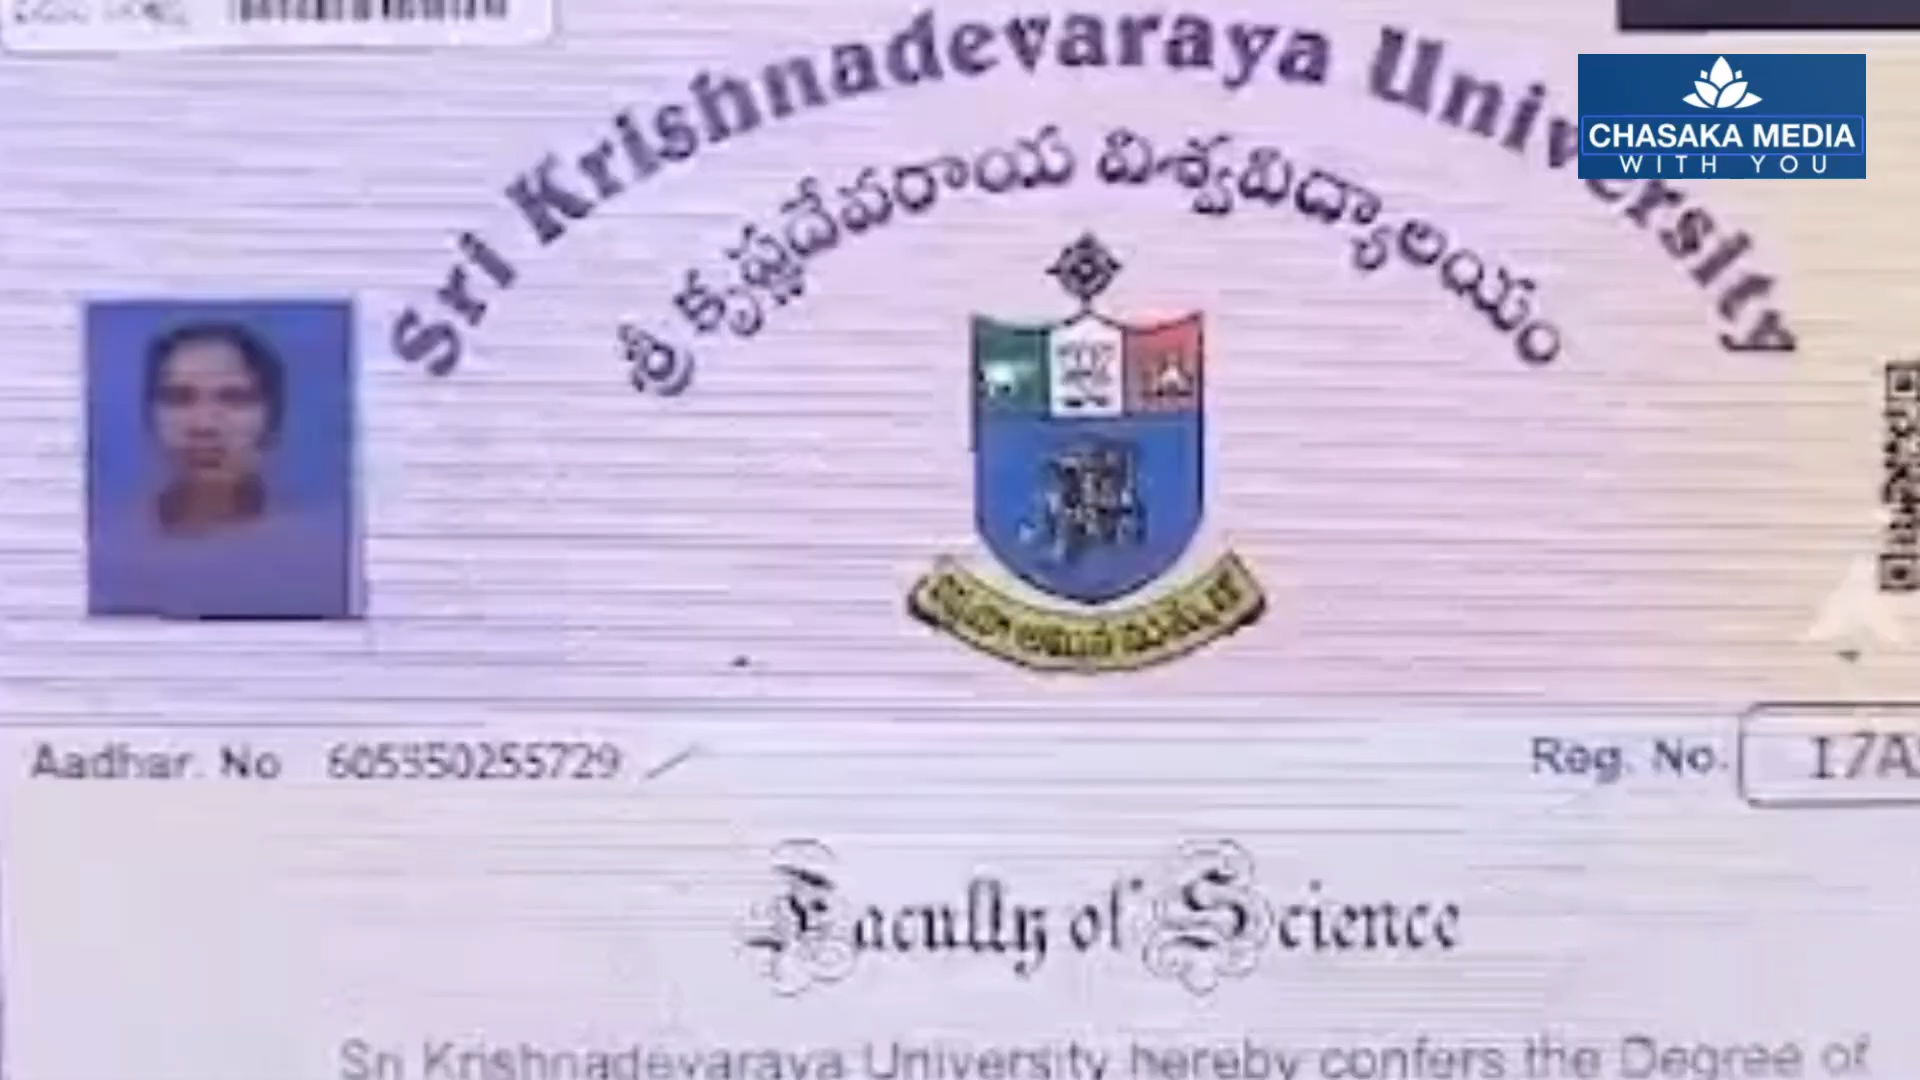 Sri Krishnadevaraya University
CHASAKA MEDIA
WITH YOU
శ్రీ కృష్ణదేవరాయ విశ్వవిద్యాలయం
Aadhar. No 605550255729
Reg. No.
Faculty of Science
Sri Krishnadevaraya University hereby confers the Degree of